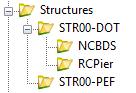 Structures
STR00-DOT
NCBDS
RCPier
STR00-PEF